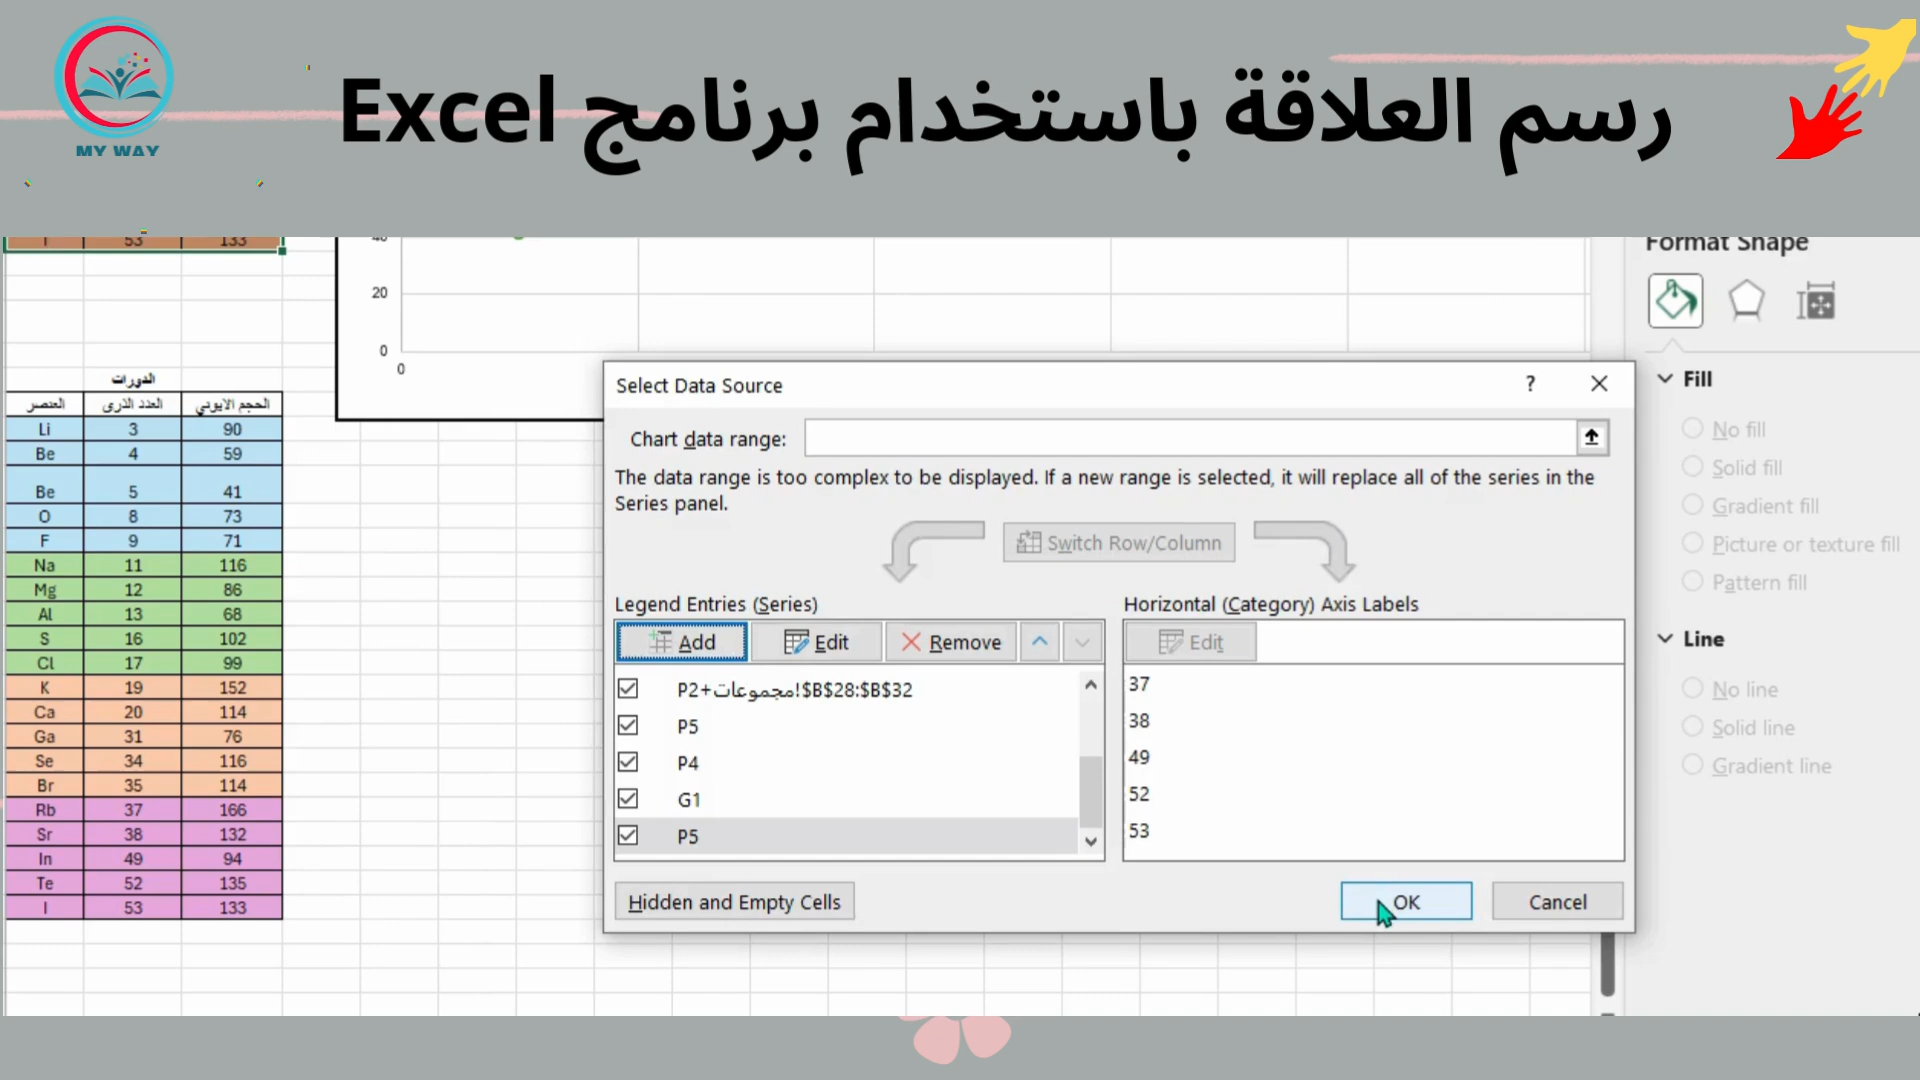 MY WAY
رسم العلاقة باستخدام برنامج Excel
I 53 133
40
20
0
0
Format Shape
Fill
No fill
Solid fill
Gradient fill
Picture or texture fill
Pattern fill
Line
No line
Solid line
Gradient line
الدورات
العنصر العدد الذري الحجم الايوني
Li 3 90
Be 4 59
Be 5 41
O 8 73
F 9 71
Na 11 116
Mg 12 86
Al 13 68
S 16 102
Cl 17 99
K 19 152
Ca 20 114
Ga 31 76
Se 34 116
Br 35 114
Rb 37 166
Sr 38 132
In 49 94
Te 52 135
I 53 133
Select Data Source ?
Chart data range:
The data range is too complex to be displayed. If a new range is selected, it will replace all of the series in the
Series panel.
Switch Row/Column
Legend Entries (Series)
Add Edit Remove
P2+مجموعات!$B$28:$B$32
P5
P4
G1
P5
Horizontal (Category) Axis Labels
Edit
37
38
49
52
53
Hidden and Empty Cells
OK Cancel